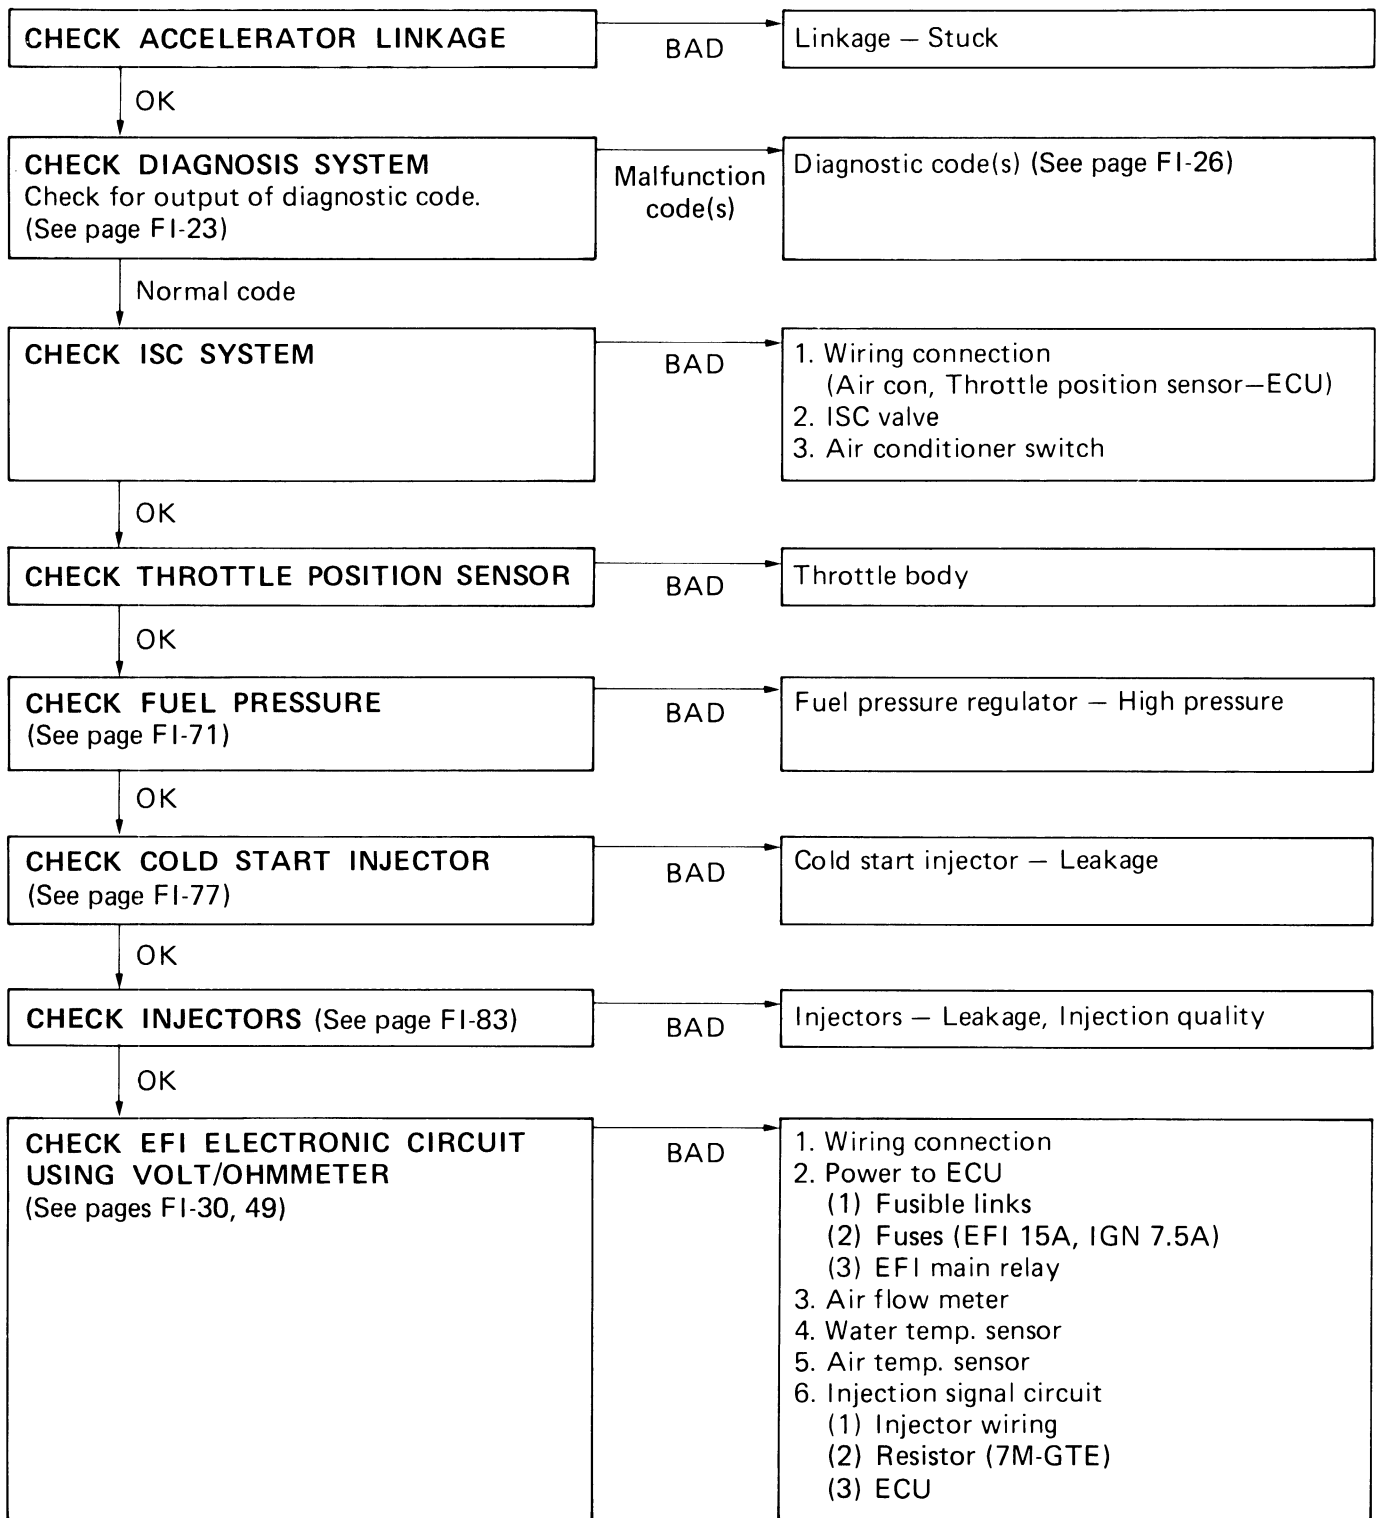 CHECK ACCELERATOR LINKAGE
BAD
Linkage — Stuck
OK
CHECK DIAGNOSIS SYSTEM
Check for output of diagnostic code.
(See page FI-23)
Malfunction
code(s)
Diagnostic code(s) (See page FI-26)
Normal code
CHECK ISC SYSTEM
BAD
1. Wiring connection
(Air con, Throttle position sensor—ECU)
2. ISC valve
3. Air conditioner switch
OK
CHECK THROTTLE POSITION SENSOR
BAD
Throttle body
OK
CHECK FUEL PRESSURE
(See page FI-71)
BAD
Fuel pressure regulator — High pressure
OK
CHECK COLD START INJECTOR
(See page FI-77)
BAD
Cold start injector — Leakage
OK
CHECK INJECTORS (See page FI-83)
BAD
Injectors — Leakage, Injection quality
OK
CHECK EFI ELECTRONIC CIRCUIT
USING VOLT/OHMMETER
(See pages FI-30, 49)
BAD
1. Wiring connection
2. Power to ECU
(1) Fusible links
(2) Fuses (EFI 15A, IGN 7.5A)
(3) EFI main relay
3. Air flow meter
4. Water temp. sensor
5. Air temp. sensor
6. Injection signal circuit
(1) Injector wiring
(2) Resistor (7M-GTE)
(3) ECU